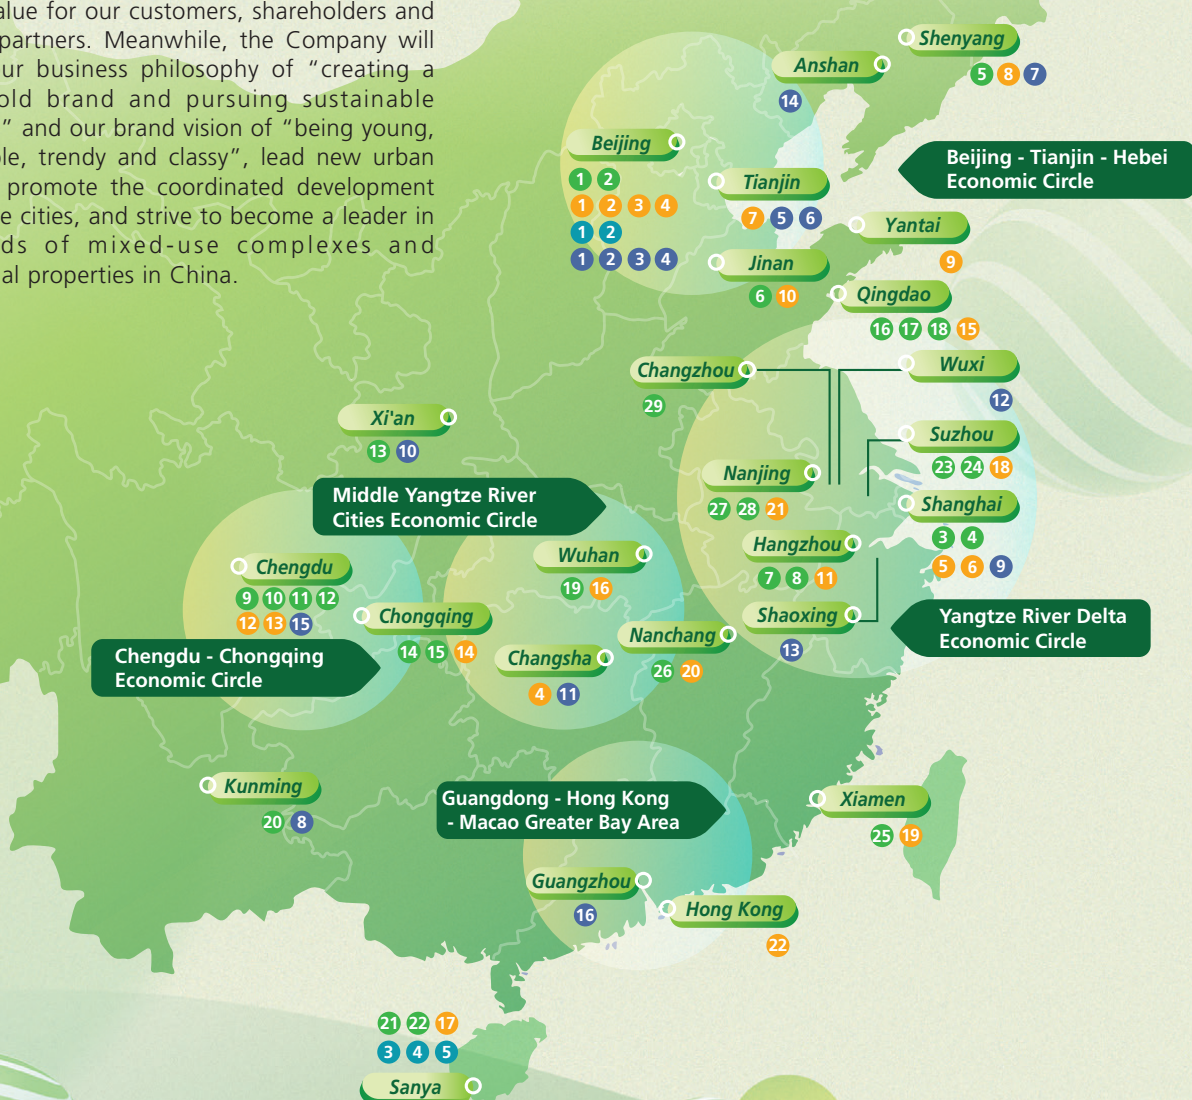 value for our customers, shareholders and
partners. Meanwhile, the Company will
our business philosophy of “creating a
old brand and pursuing sustainable
” and our brand vision of “being young,
trendy and classy”, lead new urban
promote the coordinated development
cities, and strive to become a leader in
of mixed-use complexes and
properties in China.
Shenyang
5 8 7
Anshan
14
Beijing
1 2
1 2 3 4
1 2
1 2 3 4
Tianjin
7 5 6
Beijing - Tianjin - Hebei
Economic Circle
Yantai
9
Jinan
6 10
Qingdao
16 17 18 15
Changzhou
29
Wuxi
12
Xi'an
13 10
Suzhou
23 24 18
Nanjing
27 28 21
Middle Yangtze River
Cities Economic Circle
Shanghai
3 4
5 6 9
Hangzhou
7 8 11
Wuhan
19 16
Chengdu
9 10 11 12
12 13 15
Chongqing
14 15 14
Shaoxing
13
Yangtze River Delta
Economic Circle
Nanchang
26 20
Chengdu - Chongqing
Economic Circle
Changsha
4 11
Kunming
20 8
Guangdong - Hong Kong
- Macao Greater Bay Area
Xiamen
25 19
Guangzhou
16
Hong Kong
22
21 22 17
3 4 5
Sanya